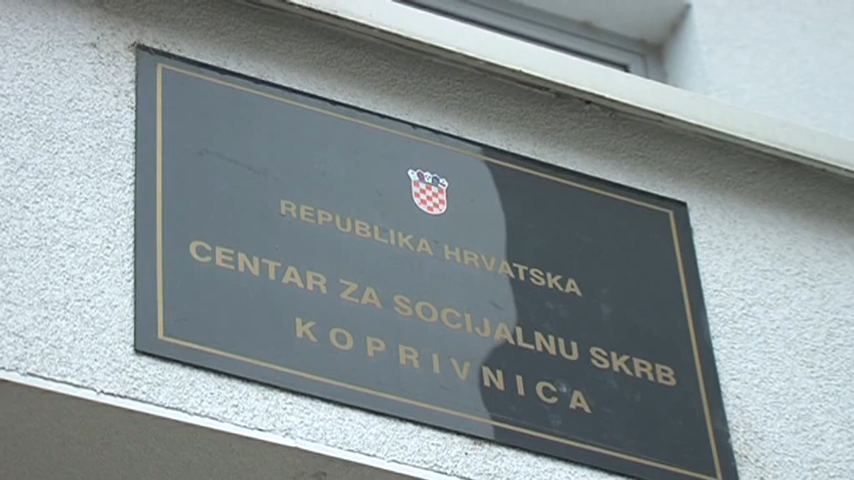 REPUBLIKA HRVATSKA
CENTAR ZA SOCIJALNU SKRB
KOPRIVNICA